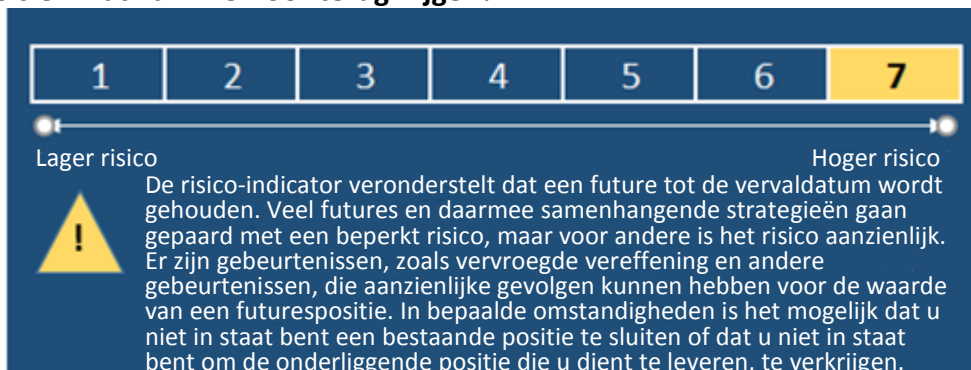 1 2 3 4 5 6 7
Lager risico Hoger risico
De risico-indicator veronderstelt dat een future tot de vervaldatum wordt
gehouden. Veel futures en daarmee samenhangende strategieën gaan
! gepaard met een beperkt risico, maar voor andere is het risico aanzienlijk.
Er zijn gebeurtenissen, zoals vervroegde vereffening en andere
gebeurtenissen, die aanzienlijke gevolgen kunnen hebben voor de waarde
van een futurespositie. In bepaalde omstandigheden is het mogelijk dat u
niet in staat bent een bestaande positie te sluiten of dat u niet in staat
bent om de onderliggende positie die u dient te leveren, te verkrijgen.